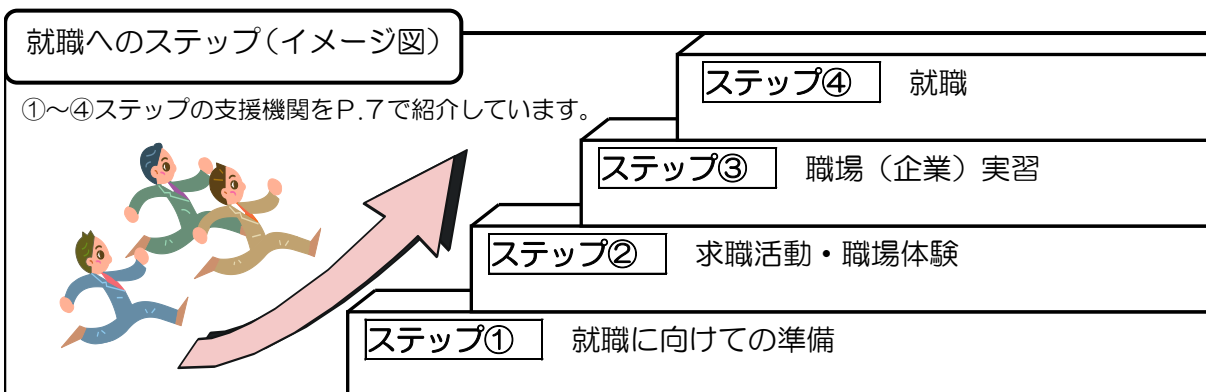 就職へのステップ(イメージ図)
①～④ステップの支援機関をP.7で紹介しています。
ステップ④ 就職
ステップ③ 職場(企業)実習
ステップ② 求職活動・職場体験
ステップ① 就職に向けての準備